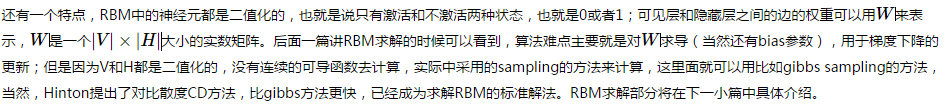 还有一个特点，RBM中的神经元都是二值化的，也就是说只有激活和不激活两种状态，也就是0或者1；可见层和隐藏层之间的边的权重可以用W来表
示，W是一个|V| × |H|大小的实数矩阵。后面一篇讲RBM求解的时候可以看到，算法难点主要就是对W求导（当然还有bias参数），用于梯度下降的
更新；但是因为V和H都是二值化的，没有连续的可导函数去计算，实际中采用的sampling的方法来计算，这里面就可以用比如gibbs sampling的方法，
当然，Hinton提出了对比散度CD方法，比gibbs方法更快，已经成为求解RBM的标准解法。RBM求解部分将在下一小篇中具体介绍。